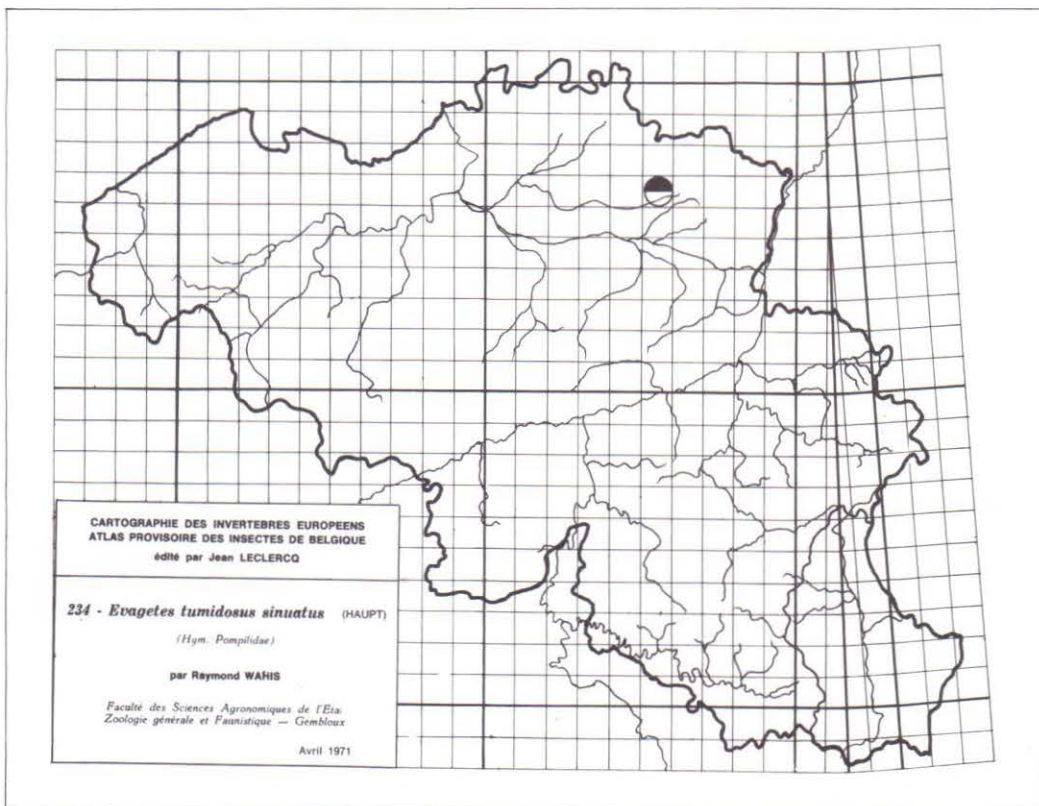 CARTOGRAPHIE DES INVERTEBRES EUROPEENS
ATLAS PROVISOIRE DES INSECTES DE BELGIQUE
édité par Jean LECLERCQ
234 - Evagetes tumidosus sinuatus (HAUPT)
(Hym. Pompilidae)
par Raymond WAHIS
Faculté des Sciences Agronomiques de l'Eta
Zoologie générale et Faunistique — Gembloux
Avril 1971